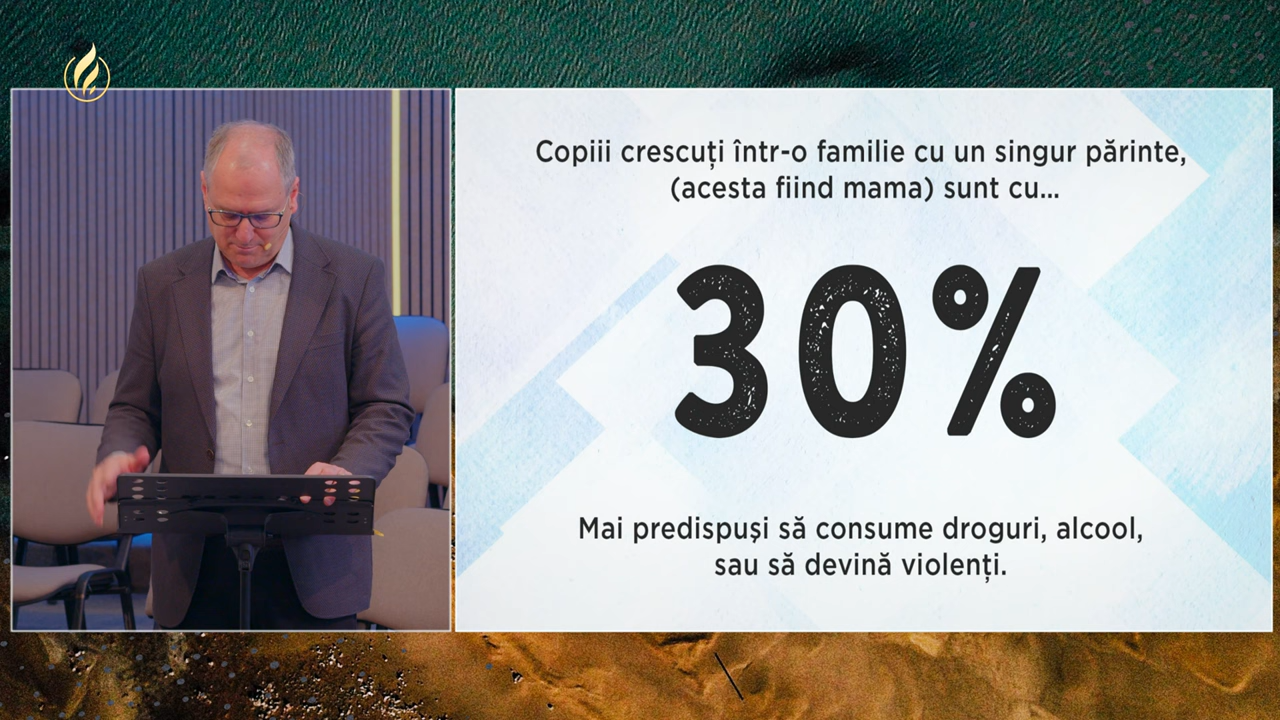 Copiii crescuți într-o familie cu un singur părinte,
(acesta fiind mama) sunt cu...
30%
Mai predispuși să consume droguri, alcool,
sau să devină violenți.